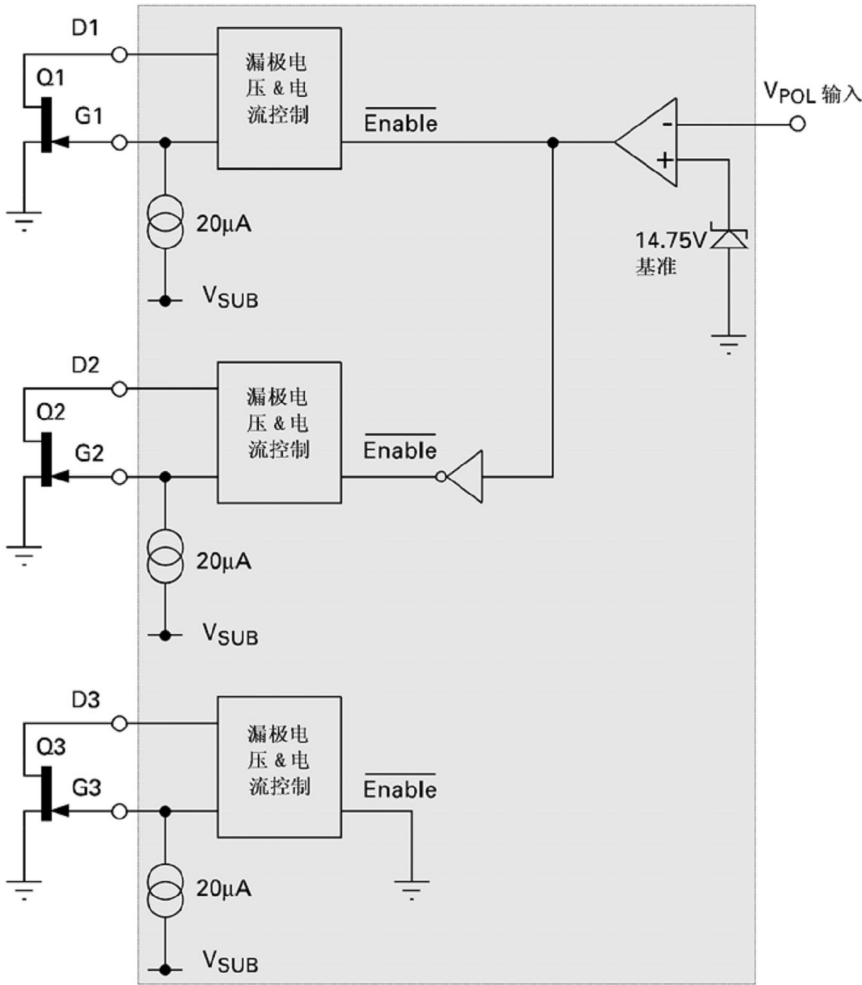 D1
Q1
G1
漏极电
压 & 电
流控制
Enable
VPOL 输入
-
+
20μA
VSUB
14.75V
基准
D2
Q2
G2
漏极电
压 & 电
流控制
Enable
20μA
VSUB
D3
Q3
G3
漏极电
压 & 电
流控制
Enable
20μA
VSUB